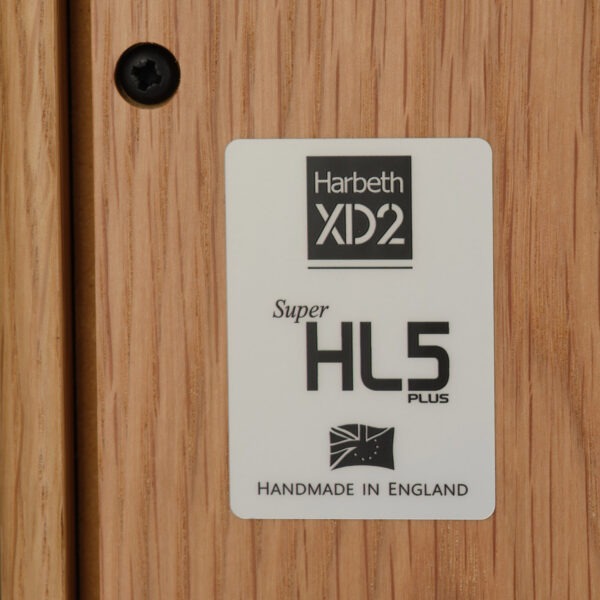 Harbeth
XD2
Super
HL5
PLUS
HANDMADE IN ENGLAND